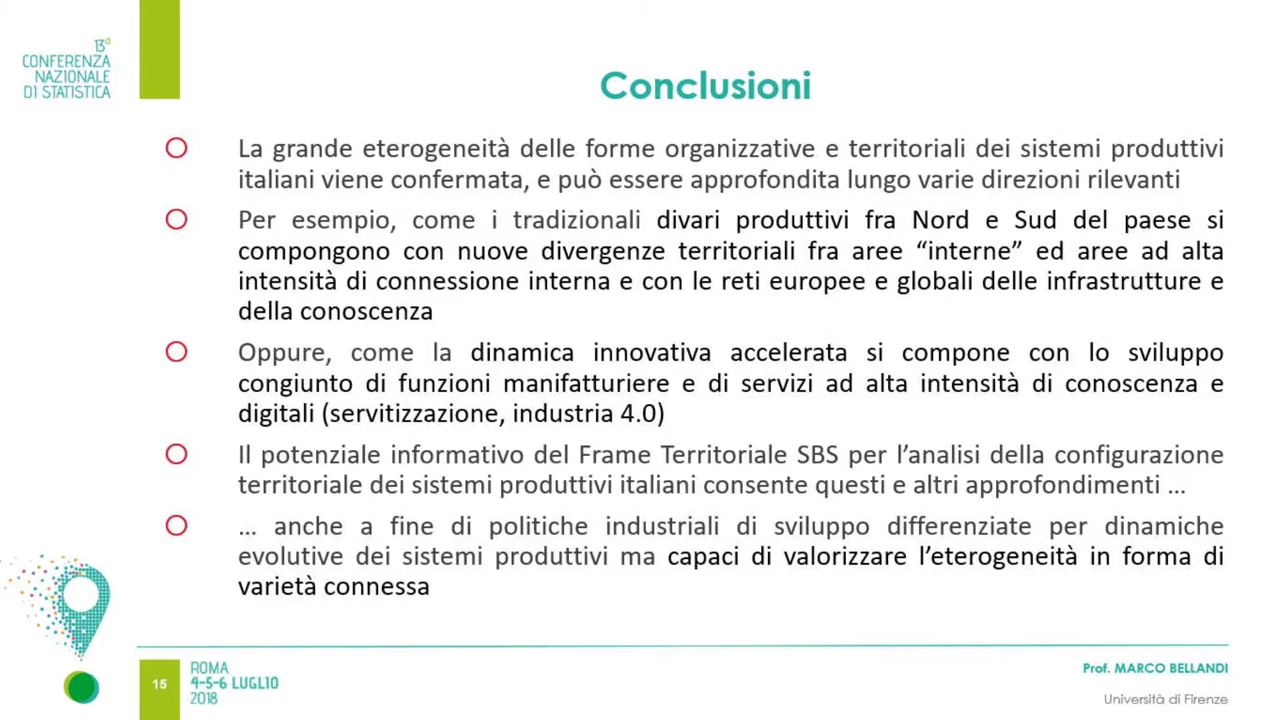 13a
CONFERENZA
NAZIONALE
DI STATISTICA
Conclusioni
La grande eterogeneità delle forme organizzative e territoriali dei sistemi produttivi
italiani viene confermata, e può essere approfondita lungo varie direzioni rilevanti
Per esempio, come i tradizionali divari produttivi fra Nord e Sud del paese si
compongono con nuove divergenze territoriali fra aree “interne” ed aree ad alta
intensità di connessione interna e con le reti europee e globali delle infrastrutture e
della conoscenza
Oppure, come la dinamica innovativa accelerata si compone con lo sviluppo
congiunto di funzioni manifatturiere e di servizi ad alta intensità di conoscenza e
digitali (servitizzazione, industria 4.0)
Il potenziale informativo del Frame Territoriale SBS per l’analisi della configurazione
territoriale dei sistemi produttivi italiani consente questi e altri approfondimenti …
… anche a fine di politiche industriali di sviluppo differenziate per dinamiche
evolutive dei sistemi produttivi ma capaci di valorizzare l’eterogeneità in forma di
varietà connessa
15
ROMA
4-5-6 LUGLIO
2018
Prof. MARCO BELLANDI
Università di Firenze